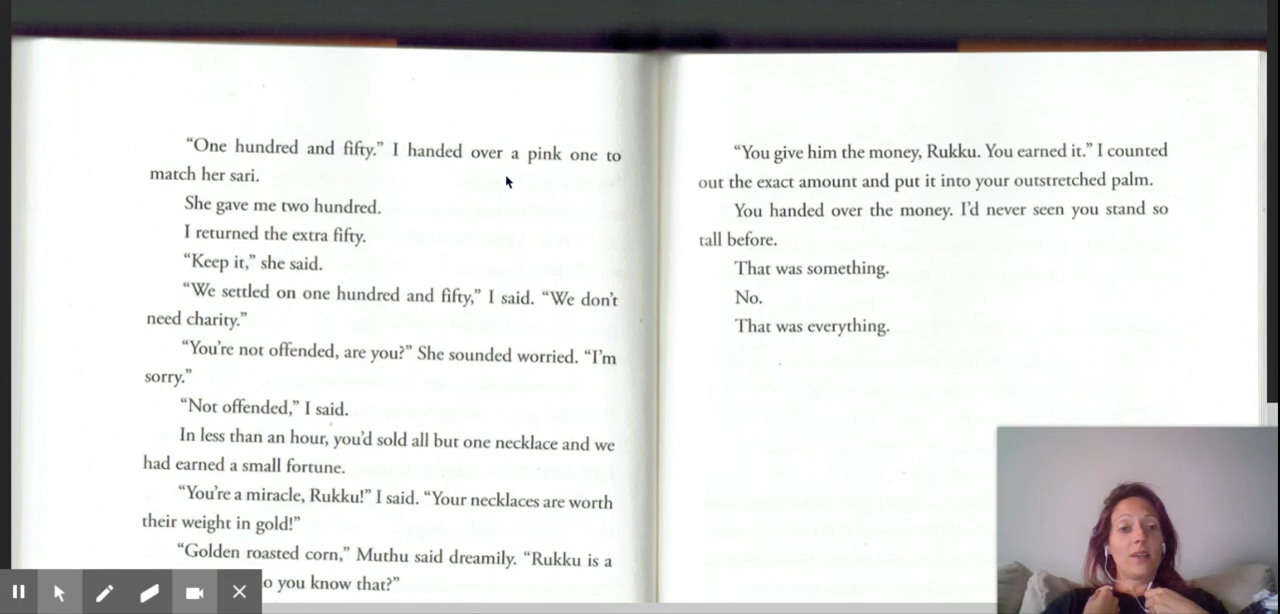 “One hundred and fifty.” I handed over a pink one to
match her sari.
She gave me two hundred.
I returned the extra fifty.
“Keep it,” she said.
“We settled on one hundred and fifty,” I said. “We don’t
need charity.”
“You’re not offended, are you?” She sounded worried. “I’m
sorry.”
“Not offended,” I said.
In less than an hour, you’d sold all but one necklace and we
had earned a small fortune.
“You’re a miracle, Rukku!” I said. “Your necklaces are worth
their weight in gold!”
“Golden roasted corn,” Muthu said dreamily. “Rukku is a
you know that?”
“You give him the money, Rukku. You earned it.” I counted
out the exact amount and put it into your outstretched palm.
You handed over the money. I’d never seen you stand so
tall before.
That was something.
No.
That was everything.